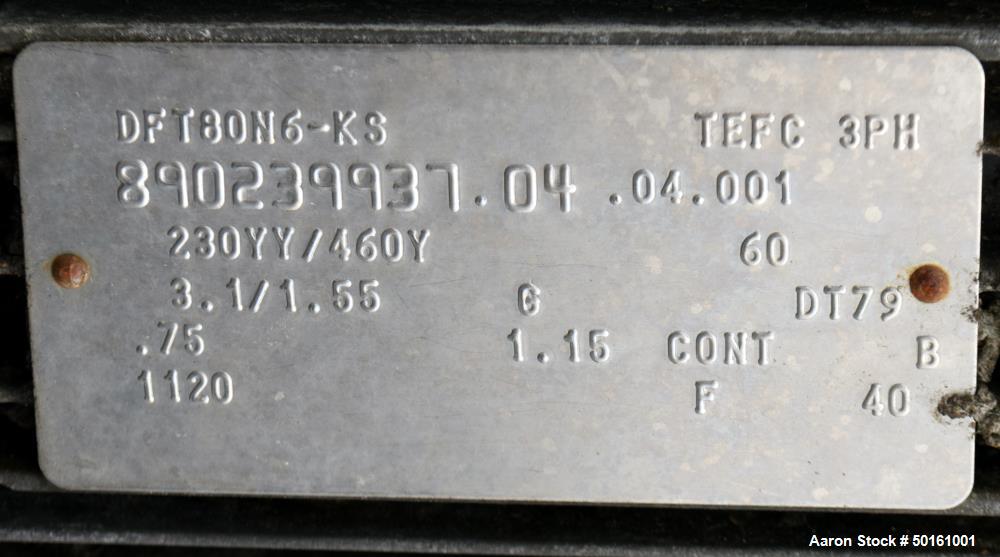 DFT80N6-KS TEFC 3PH
890239937.04 .04.001
230YY/460Y 60
3.1/1.55 G DT79
.75 1.15 CONT B
1120 F 40
Aaron Stock # 50161001